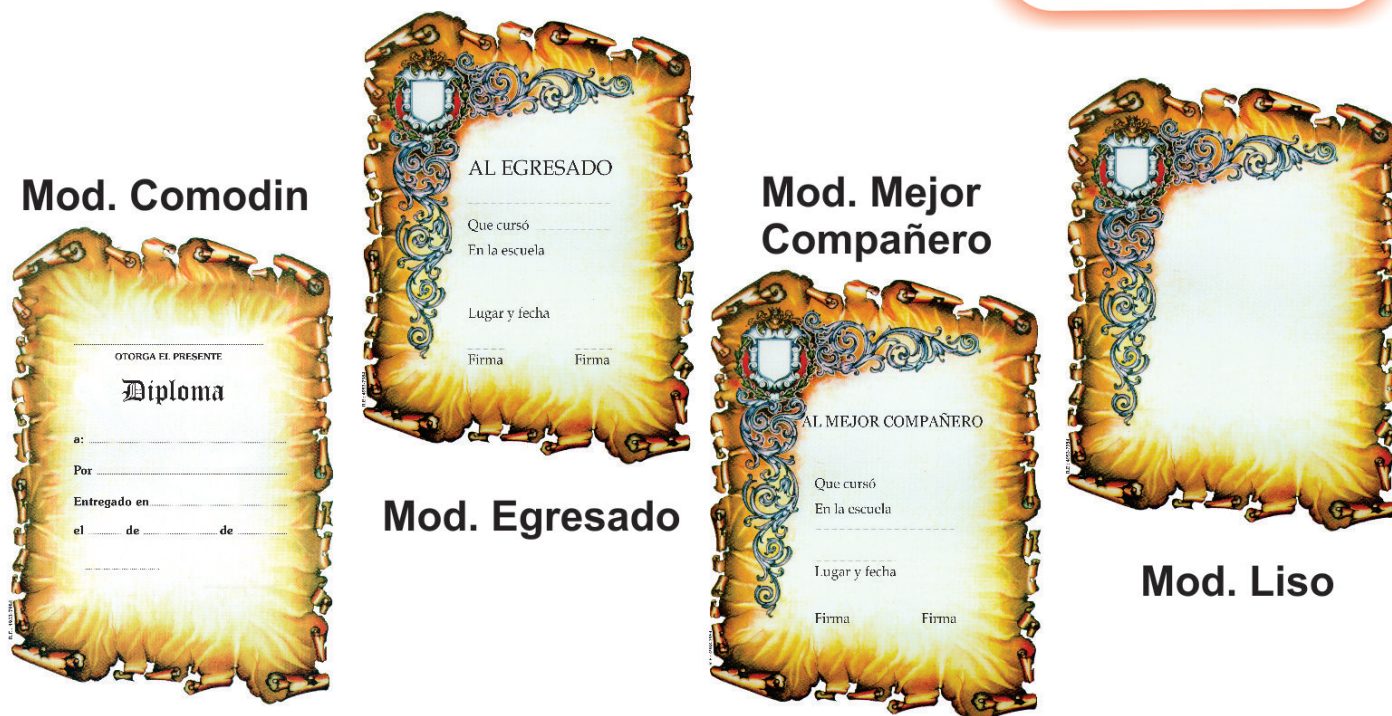 Mod. Comodin
OTORGA EL PRESENTE
Diploma
a:
Por
Entregado en
el de de
AL EGRESADO
Que cursó
En la escuela
Lugar y fecha
Firma Firma
Mod. Egresado
Mod. Mejor
Compañero
AL MEJOR COMPAÑERO
Que cursó
En la escuela
Lugar y fecha
Firma Firma
Mod. Liso